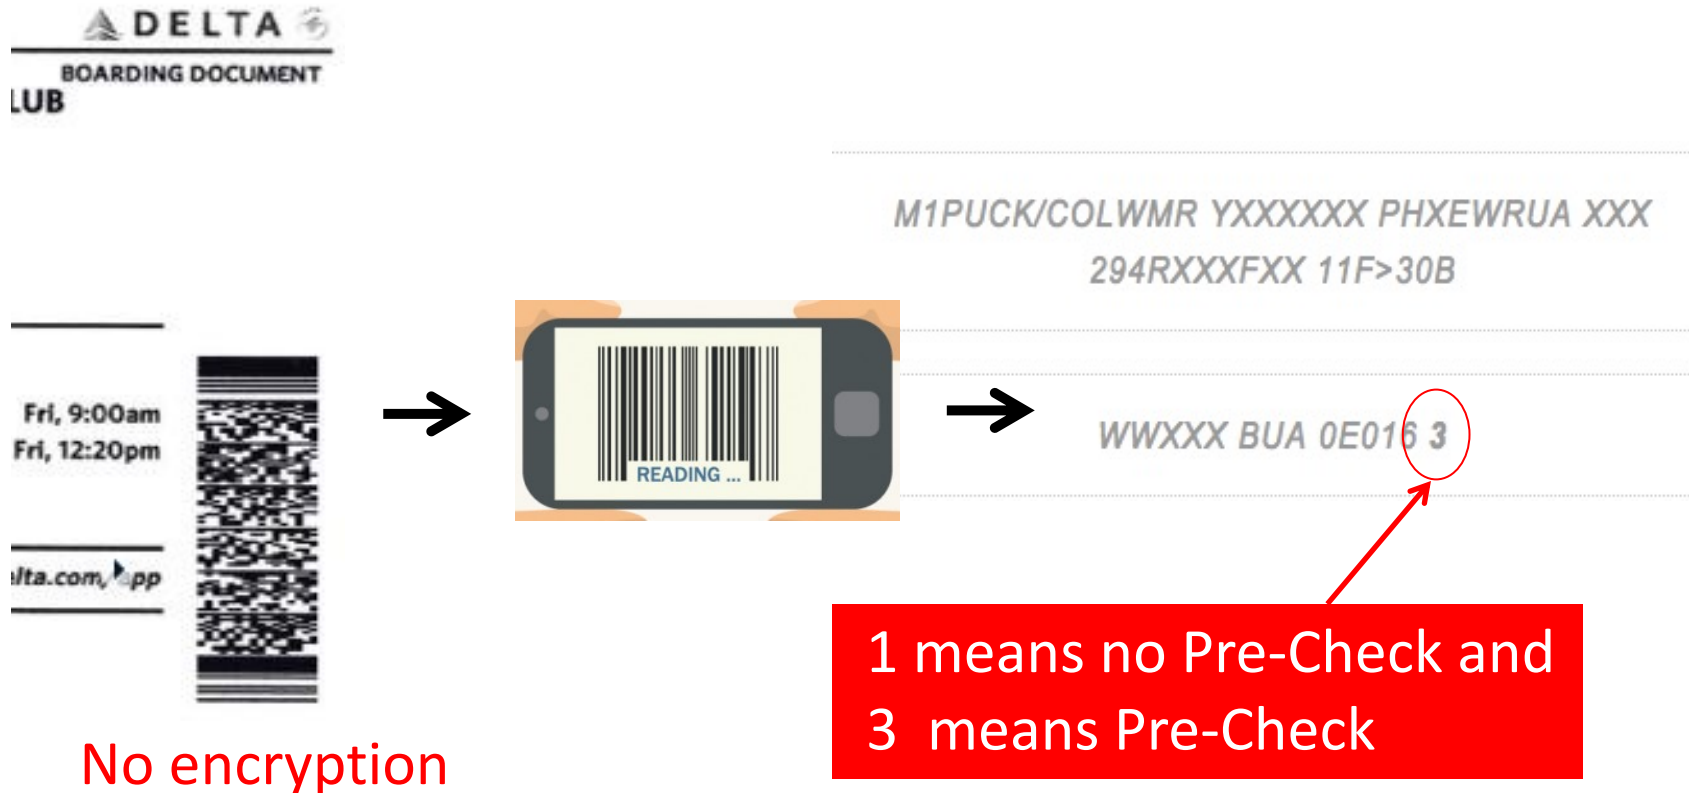 DELTA
BOARDING DOCUMENT
LUB
Fri, 9:00am
Fri, 12:20pm
elta.com/app
No encryption
READING ...
M1PUCK/COLWMR YXXXXXX PHXEWRUA XXX
294RXXXFXX 11F>30B
WWXXX BUA 0E016 3
1 means no Pre-Check and
3 means Pre-Check